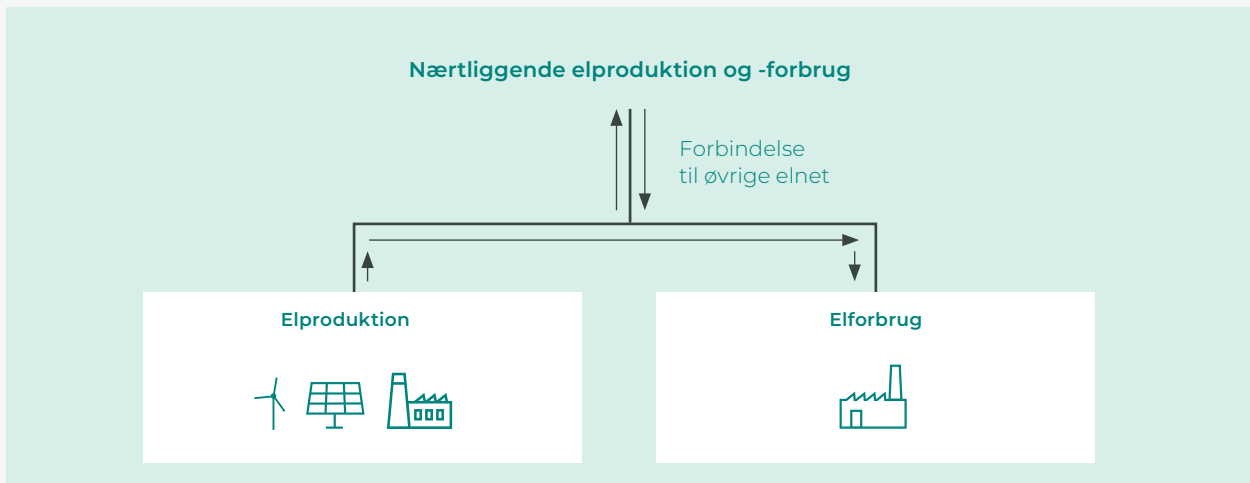 Nærtliggende elproduktion og -forbrug
Forbindelse
til øvrige elnet
Elproduktion
Elforbrug